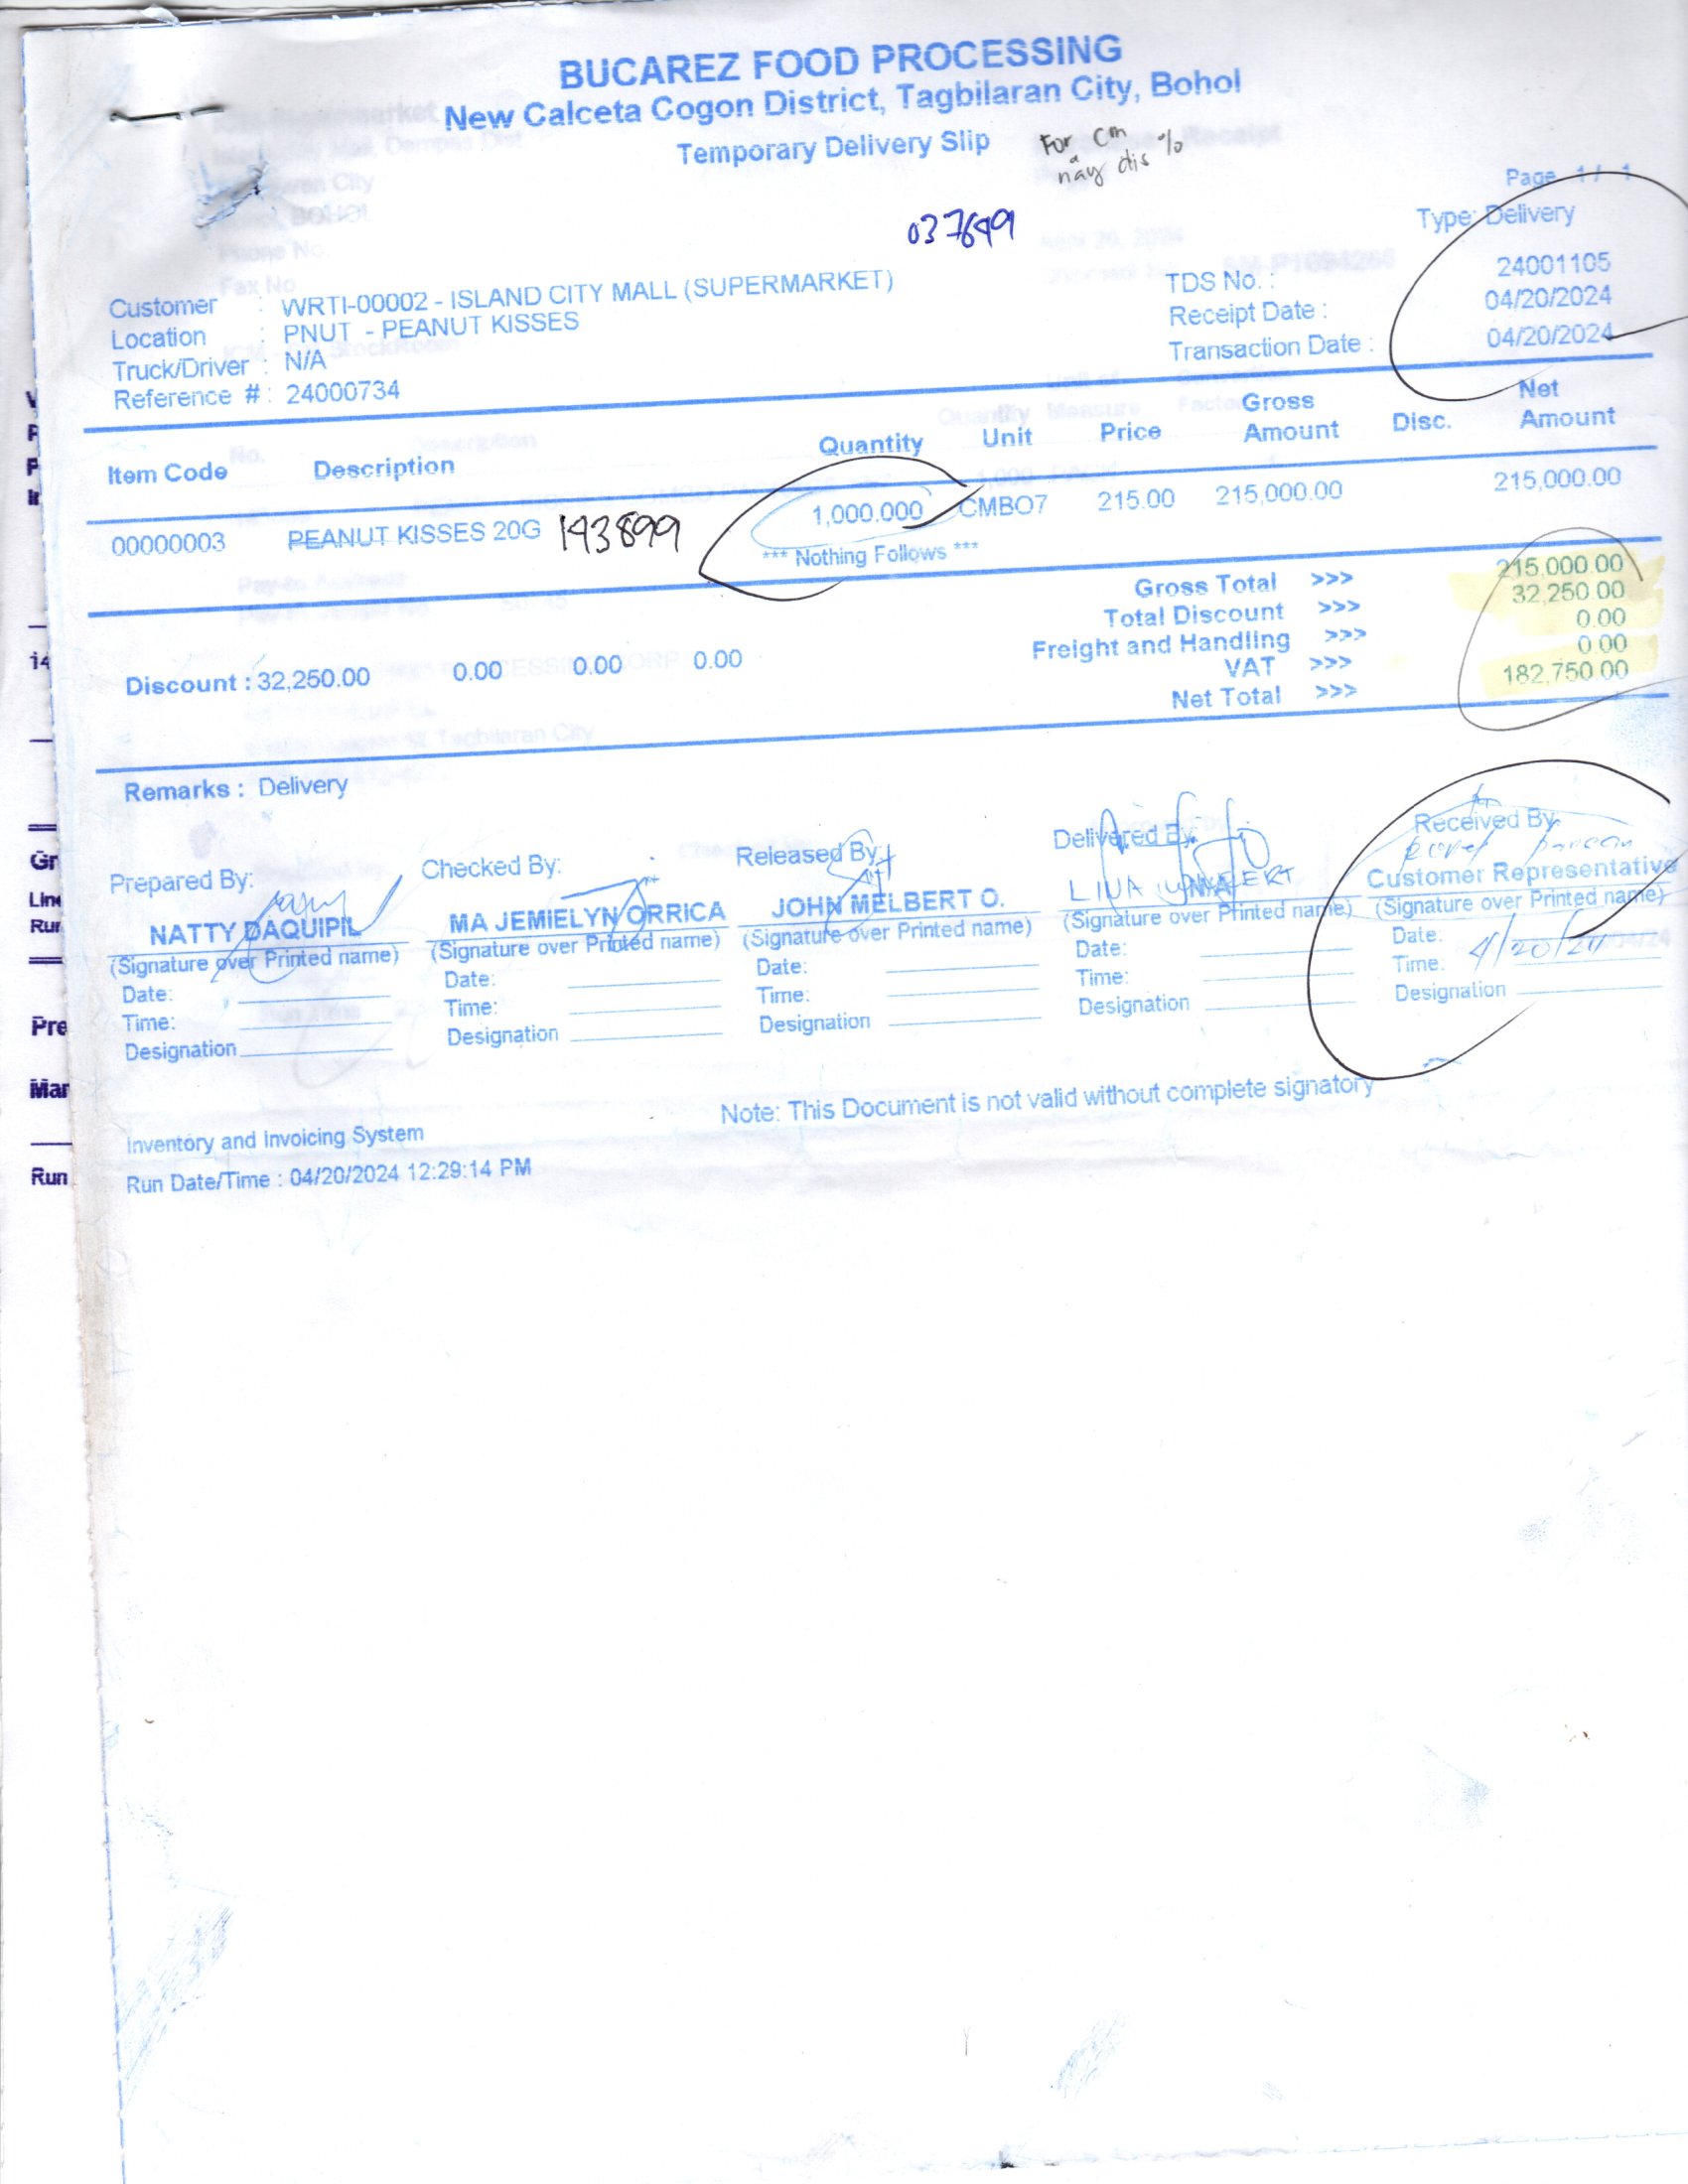 BUCAREZ FOOD PROCESSING
New Calceta Cogon District, Tagbilaran City, Bohol
Temporary Delivery Slip
For cm
nay dis %
037649
Page 1 / 1
Type: Delivery
Customer : WRTI-00002 - ISLAND CITY MALL (SUPERMARKET)
Location : PNUT - PEANUT KISSES
Truck/Driver : N/A
Reference # : 24000734
TDS No. : 24001105
Receipt Date : 04/20/2024
Transaction Date : 04/20/2024
Item Code Description Quantity Unit Price Gross Amount Disc. Net Amount
00000003 PEANUT KISSES 20G 143899 1,000.000 CMBO7 215.00 215,000.00 215,000.00
*** Nothing Follows ***
Gross Total >>> 215,000.00
Total Discount >>> 32,250.00
Freight and Handling >>> 0.00
VAT >>> 0.00
Net Total >>> 182,750.00
Discount : 32,250.00 0.00 0.00 0.00
Remarks : Delivery
Prepared By: Checked By: Released By: Delivered By: Received By:
NATTY DAQUIPIL MA JEMIELYN ORRICA JOHN MELBERT O. N/A Customer Representative
(Signature over Printed name) (Signature over Printed name) (Signature over Printed name) (Signature over Printed name) (Signature over Printed name)
Date: Date: Date: Date: Date: 4/20/24
Time: Time: Time: Time: Time:
Designation Designation Designation Designation Designation
Note: This Document is not valid without complete signatory
Inventory and Invoicing System
Run Date/Time : 04/20/2024 12:29:14 PM